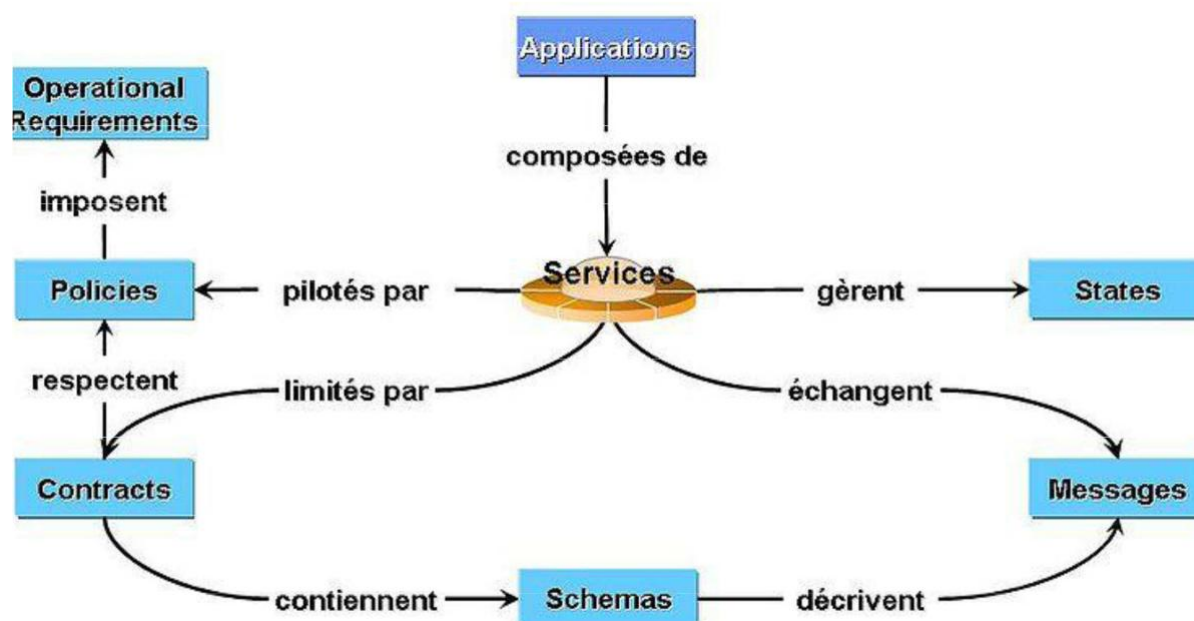 Applications
Operational
Requirements
composées de
imposent
Services
Policies
pilotés par
gèrent
States
respectent
limités par
échangent
Contracts
Messages
contiennent
Schemas
décrivent